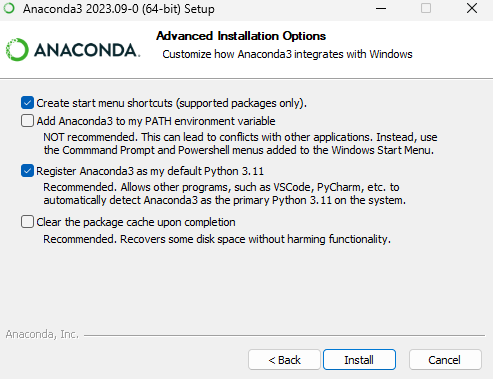 Anaconda3 2023.09-0 (64-bit) Setup
ANACONDA.
Advanced Installation Options
Customize how Anaconda3 integrates with Windows
Create start menu shortcuts (supported packages only).
Add Anaconda3 to my PATH environment variable
NOT recommended. This can lead to conflicts with other applications. Instead, use
the Commmand Prompt and Powershell menus added to the Windows Start Menu.
Register Anaconda3 as my default Python 3.11
Recommended. Allows other programs, such as VSCode, PyCharm, etc. to
automatically detect Anaconda3 as the primary Python 3.11 on the system.
Clear the package cache upon completion
Recommended. Recovers some disk space without harming functionality.
Anaconda, Inc.
< Back
Install
Cancel